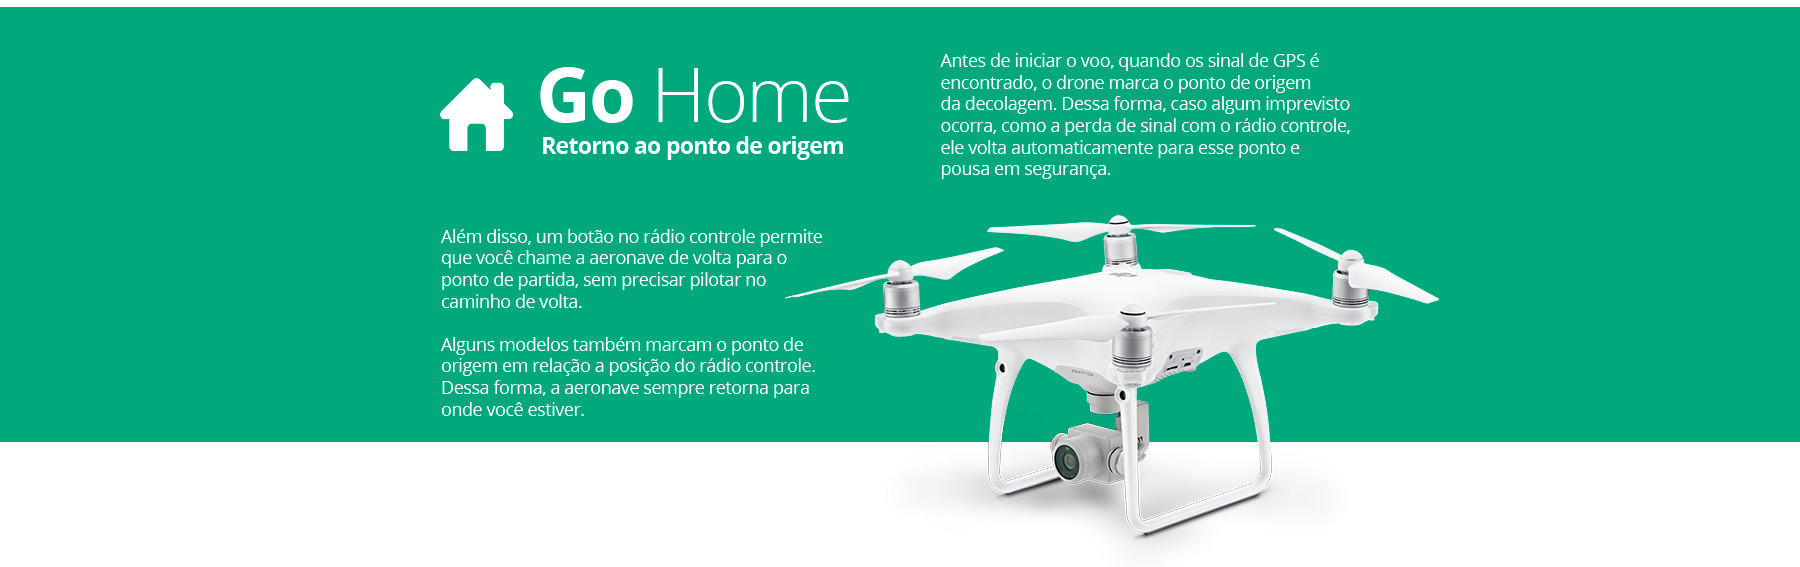 Go Home
Retorno ao ponto de origem
Antes de iniciar o voo, quando os sinal de GPS é
encontrado, o drone marca o ponto de origem
da decolagem. Dessa forma, caso algum imprevisto
ocorra, como a perda de sinal com o rádio controle,
ele volta automaticamente para esse ponto e
pousa em segurança.
Além disso, um botão no rádio controle permite
que você chame a aeronave de volta para o
ponto de partida, sem precisar pilotar no
caminho de volta.
Alguns modelos também marcam o ponto de
origem em relação a posição do rádio controle.
Dessa forma, a aeronave sempre retorna para
onde você estiver.
PHANTOM